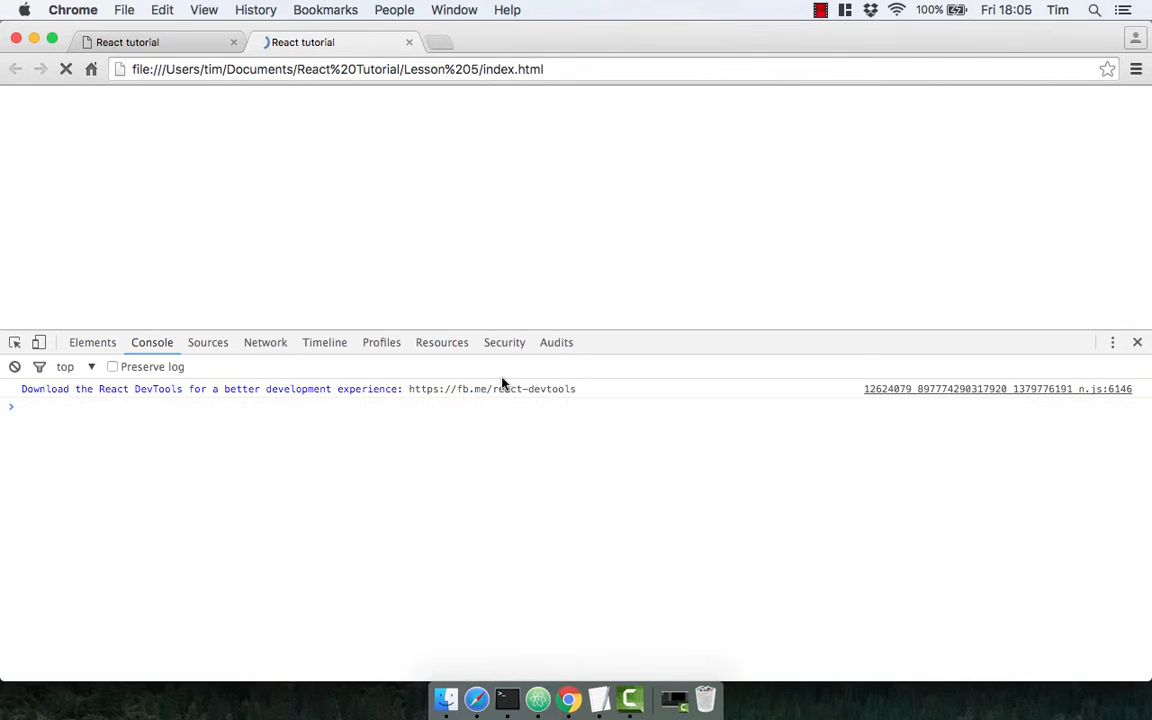 Chrome File Edit View History Bookmarks People Window Help 100% Fri 18:05 Tim
React tutorial React tutorial
file:///Users/tim/Documents/React%20Tutorial/Lesson%205/index.html
Elements Console Sources Network Timeline Profiles Resources Security Audits
top Preserve log
Download the React DevTools for a better development experience: https://fb.me/react-devtools 12624079_897774290317920_1379776191_n.js:6146